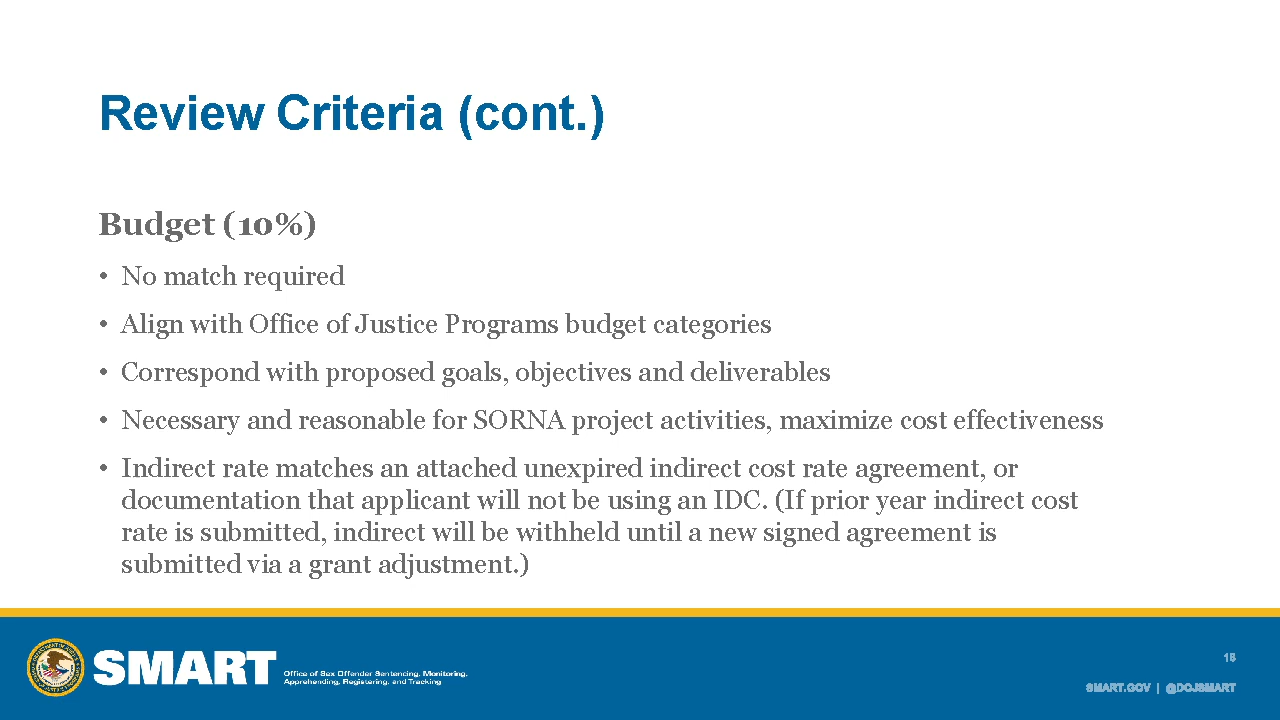 Review Criteria (cont.)
Budget (10%)
• No match required
• Align with Office of Justice Programs budget categories
• Correspond with proposed goals, objectives and deliverables
• Necessary and reasonable for SORNA project activities, maximize cost effectiveness
• Indirect rate matches an attached unexpired indirect cost rate agreement, or
documentation that applicant will not be using an IDC. (If prior year indirect cost
rate is submitted, indirect will be withheld until a new signed agreement is
submitted via a grant adjustment.)
SMART
Office of Sex Offender Sentencing, Monitoring,
Apprehending, Registering, and Tracking
SMART.GOV | @DOJSMART